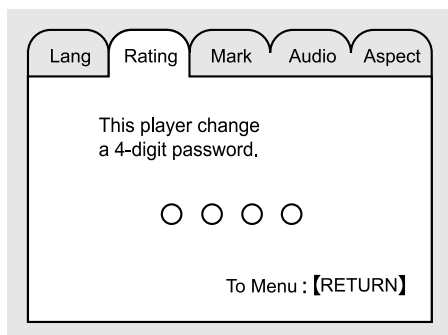 Lang Rating Mark Audio Aspect
This player change
a 4-digit password.
To Menu : 【RETURN】